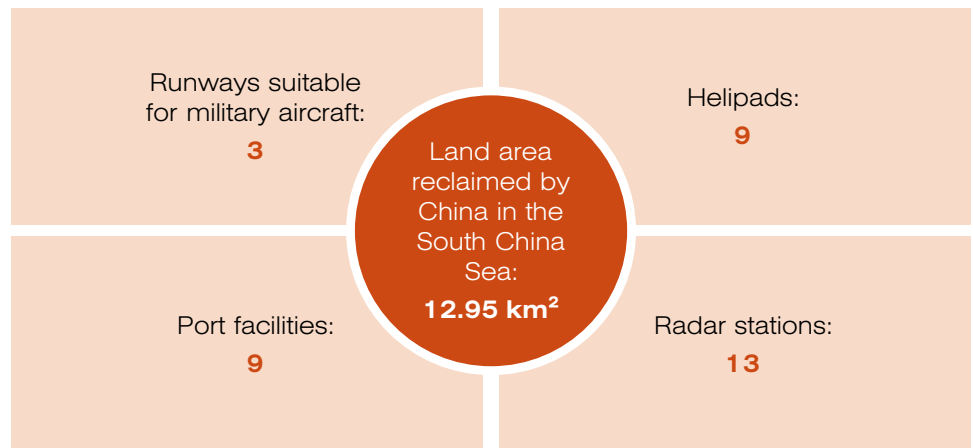 Runways suitable
for military aircraft:
3
Helipads:
9
Land area
reclaimed by
China in the
South China
Sea:
12.95 km²
Port facilities:
9
Radar stations:
13